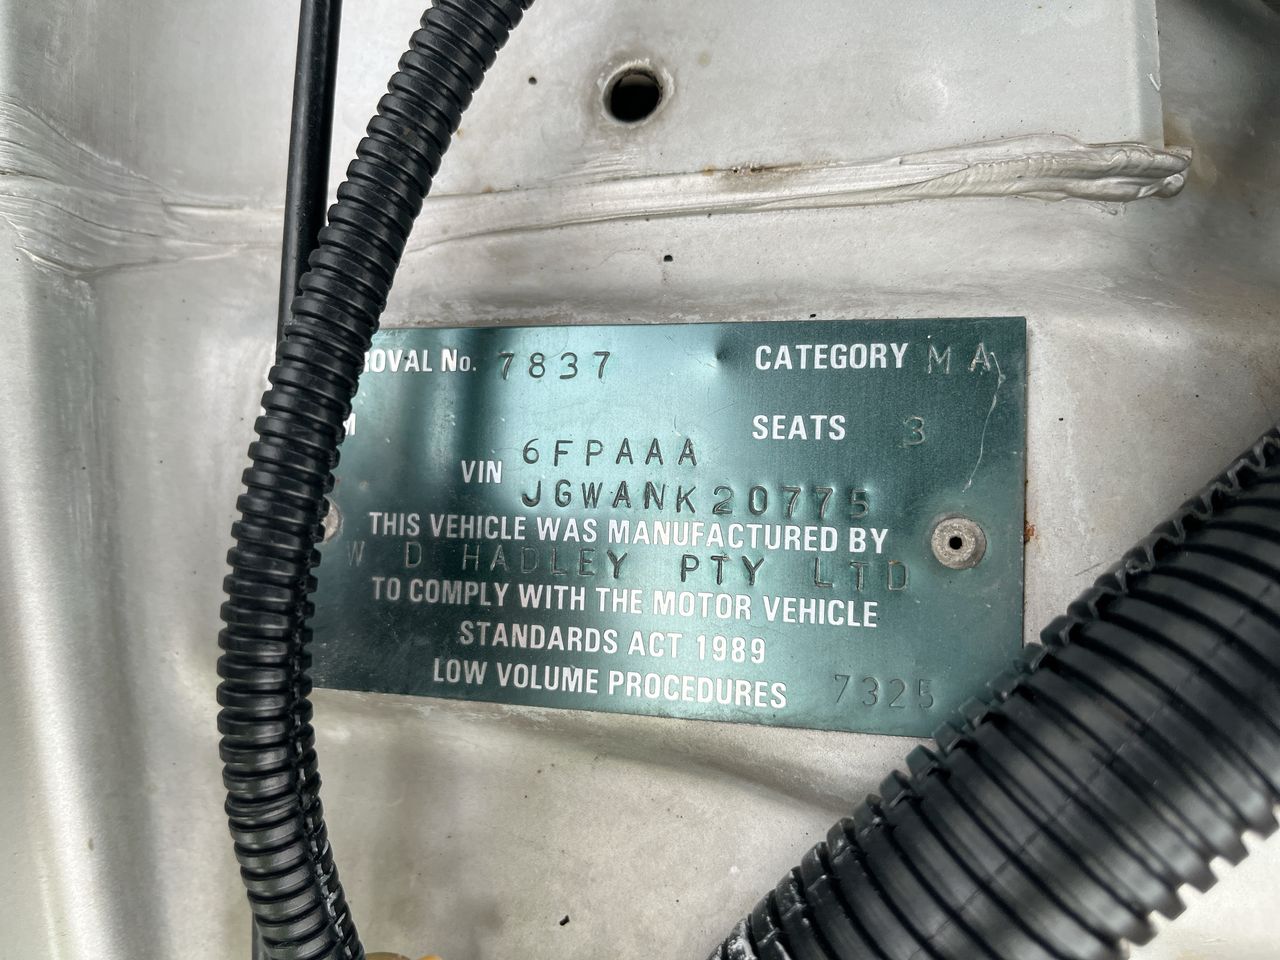 ROVAL No. 7837 CATEGORY MA
M SEATS 3
VIN 6FPAAA
JGWANK20775
THIS VEHICLE WAS MANUFACTURED BY
W D HADLEY PTY LTD
TO COMPLY WITH THE MOTOR VEHICLE
STANDARDS ACT 1989
LOW VOLUME PROCEDURES 7325